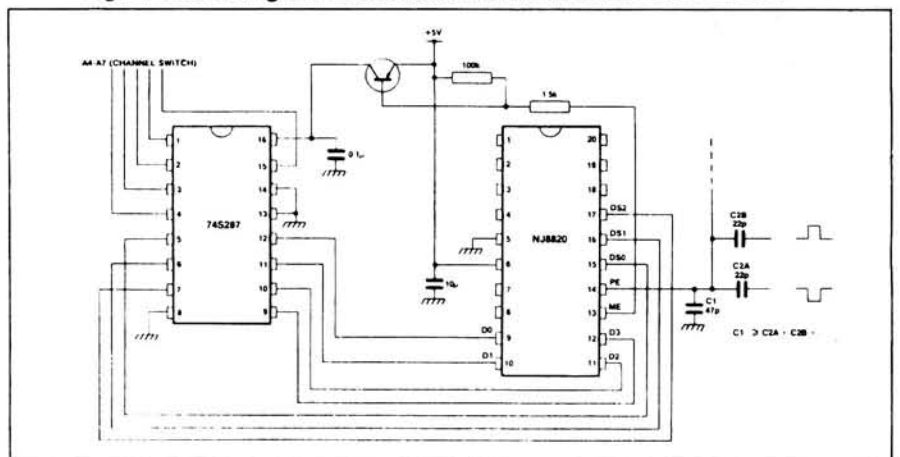 +5V
A4-A7 (CHANNEL SWITCH)
100k
1 5k
0 1µ
1
2
3
4
5
6
7
8
16
15
14
13
12
11
10
9
74S287
1
2
3
4
5
6
7
8
9
10
20
19
18
17
16
15
14
13
12
11
NJ8820
10µ
D0
D1
DS2
DS1
DS0
PE
ME
D3
D2
C2B
22p
C2A
22p
C1
47p